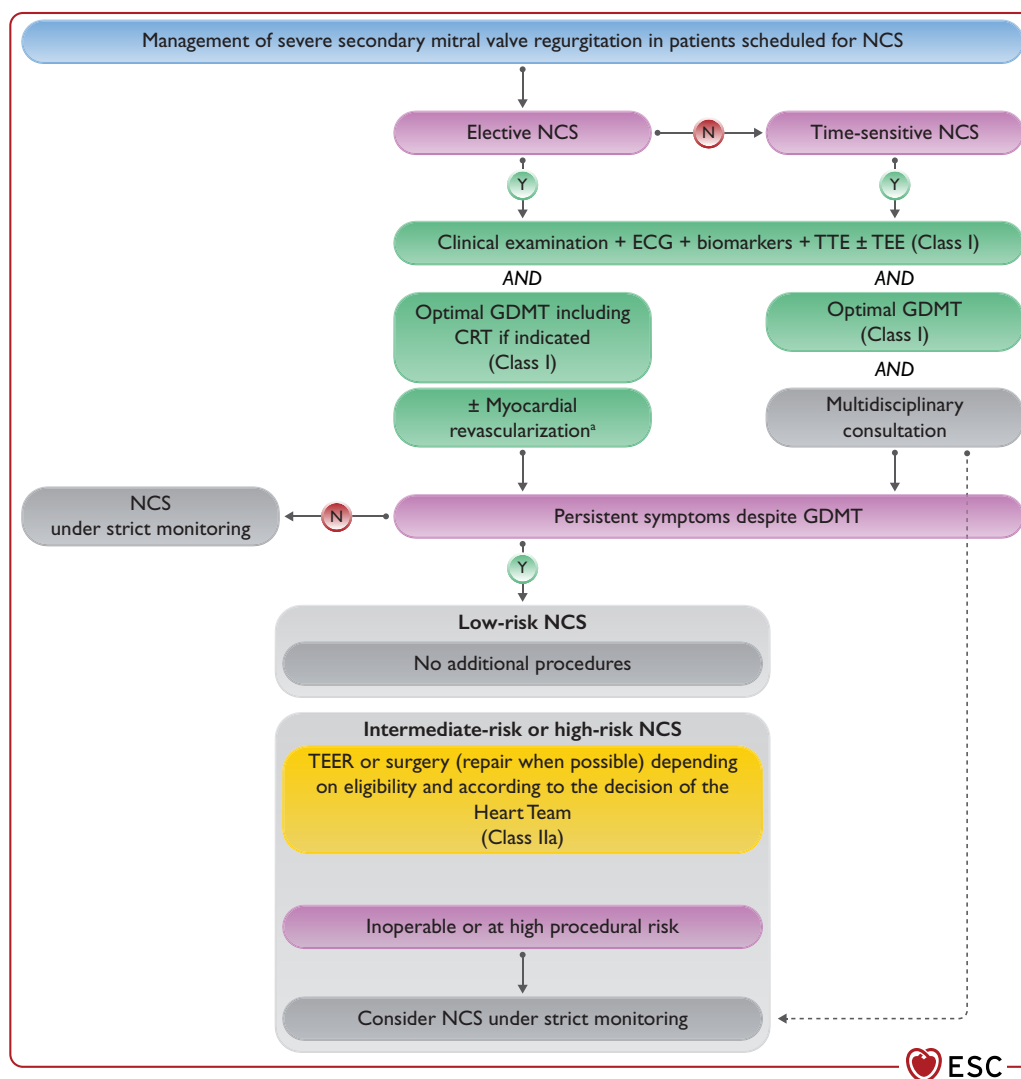 Management of severe secondary mitral valve regurgitation in patients scheduled for NCS
Elective NCS
N
Time-sensitive NCS
Y
Y
Clinical examination + ECG + biomarkers + TTE ± TEE (Class I)
AND
AND
Optimal GDMT including
CRT if indicated
(Class I)
Optimal GDMT
(Class I)
AND
± Myocardial
revascularizationᵃ
Multidisciplinary
consultation
NCS
under strict monitoring
N
Persistent symptoms despite GDMT
Y
Low-risk NCS
No additional procedures
Intermediate-risk or high-risk NCS
TEER or surgery (repair when possible) depending
on eligibility and according to the decision of the
Heart Team
(Class IIa)
Inoperable or at high procedural risk
Consider NCS under strict monitoring
ESC